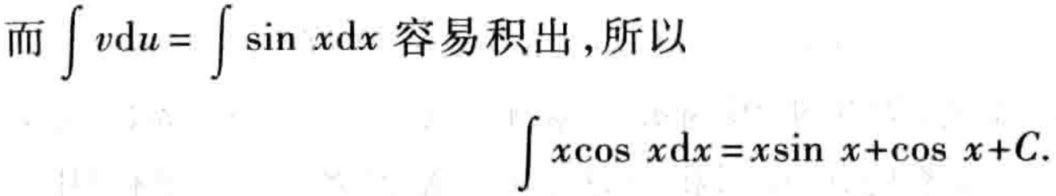 而 ∫ vdu = ∫ sin xdx 容易积出,所以
∫ xcos xdx = xsin x+cos x+C.